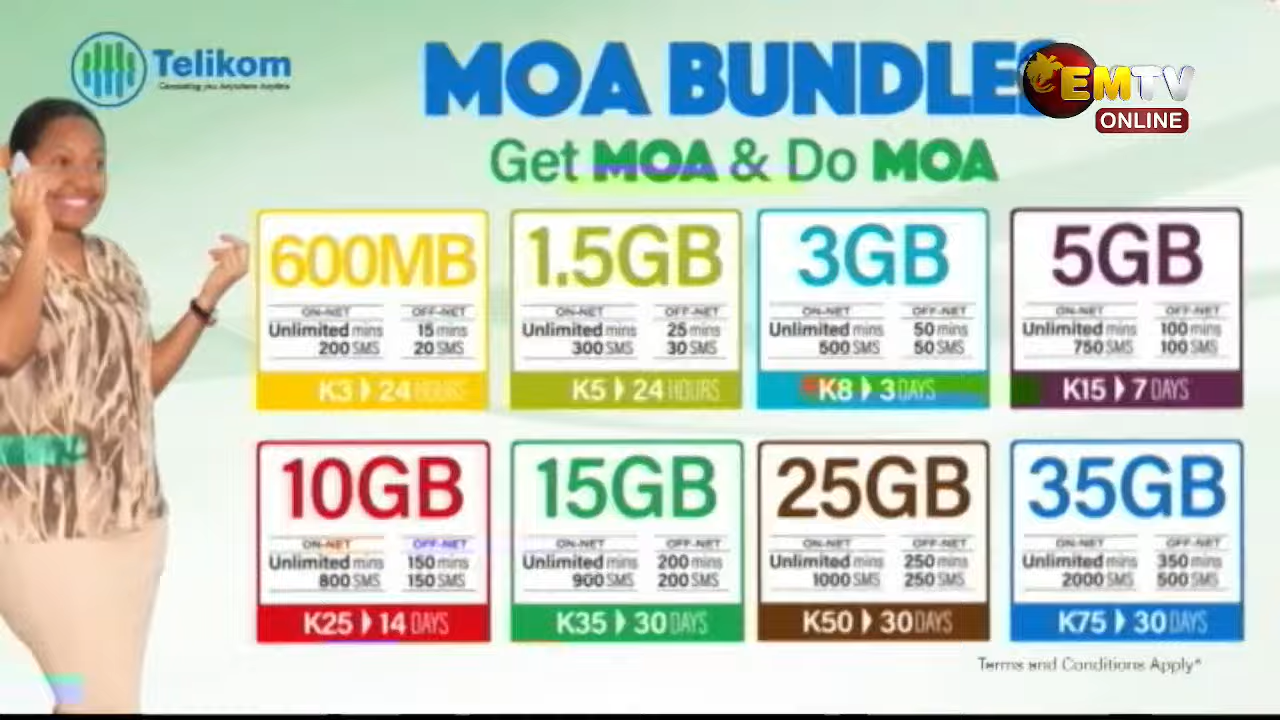 Telikom
Connecting you Anywhere Anytime
MOA BUNDLES
EMTV
ONLINE
Get MOA & Do MOA
600MB
ON-NET OFF-NET
Unlimited mins 15 mins
200 SMS 20 SMS
K3 24 HOURS
1.5GB
ON-NET OFF-NET
Unlimited mins 25 mins
300 SMS 30 SMS
K5 24 HOURS
3GB
ON-NET OFF-NET
Unlimited mins 50 mins
500 SMS 50 SMS
K8 3 DAYS
5GB
ON-NET OFF-NET
Unlimited mins 100 mins
750 SMS 100 SMS
K15 7 DAYS
10GB
ON-NET OFF-NET
Unlimited mins 150 mins
800 SMS 150 SMS
K25 14 DAYS
15GB
ON-NET OFF-NET
Unlimited mins 200 mins
900 SMS 200 SMS
K35 30 DAYS
25GB
ON-NET OFF-NET
Unlimited mins 250 mins
1000 SMS 250 SMS
K50 30 DAYS
35GB
ON-NET OFF-NET
Unlimited mins 350 mins
2000 SMS 500 SMS
K75 30 DAYS
Terms and Conditions Apply*